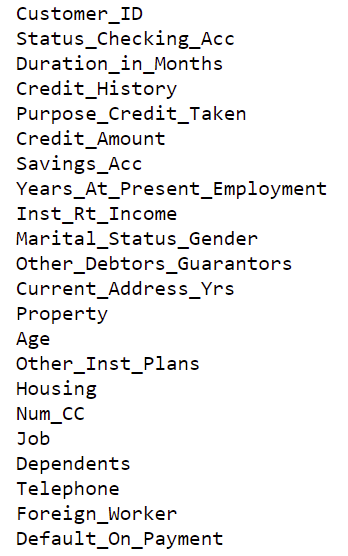 Customer_ID
Status_Checking_Acc
Duration_in_Months
Credit_History
Purpose_Credit_Taken
Credit_Amount
Savings_Acc
Years_At_Present_Employment
Inst_Rt_Income
Marital_Status_Gender
Other_Debtors_Guarantors
Current_Address_Yrs
Property
Age
Other_Inst_Plans
Housing
Num_CC
Job
Dependents
Telephone
Foreign_Worker
Default_On_Payment